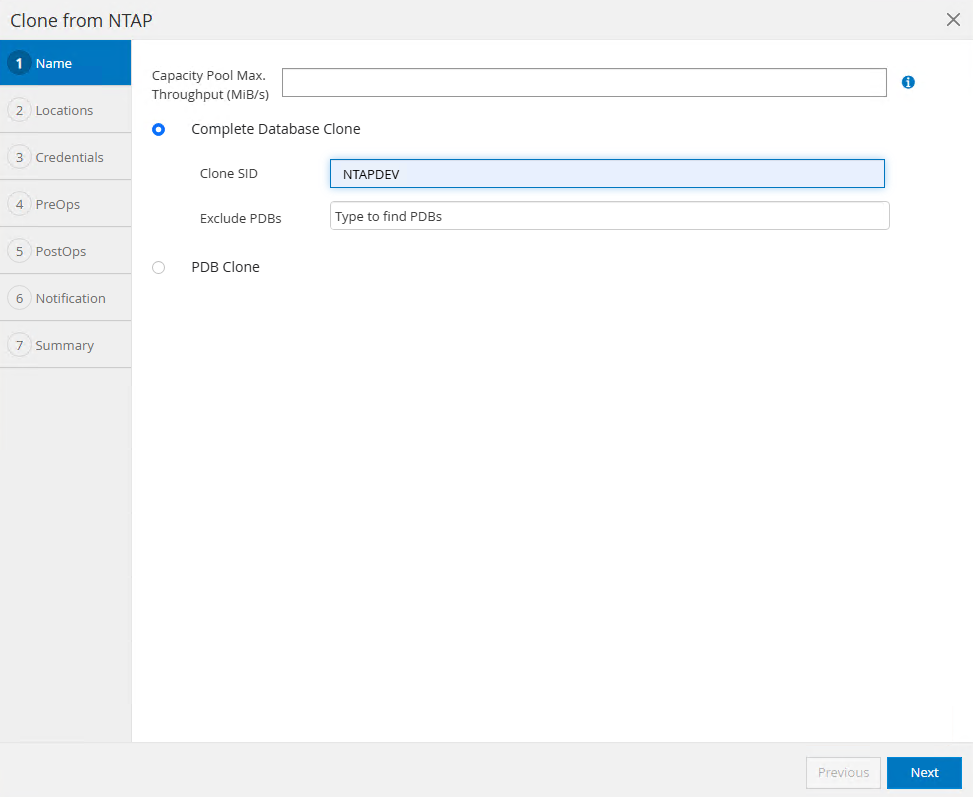 Clone from NTAP
1 Name
2 Locations
3 Credentials
4 PreOps
5 PostOps
6 Notification
7 Summary
Capacity Pool Max.
Throughput (MiB/s)
Complete Database Clone
Clone SID
NTAPDEV
Exclude PDBs
Type to find PDBs
PDB Clone
Previous
Next